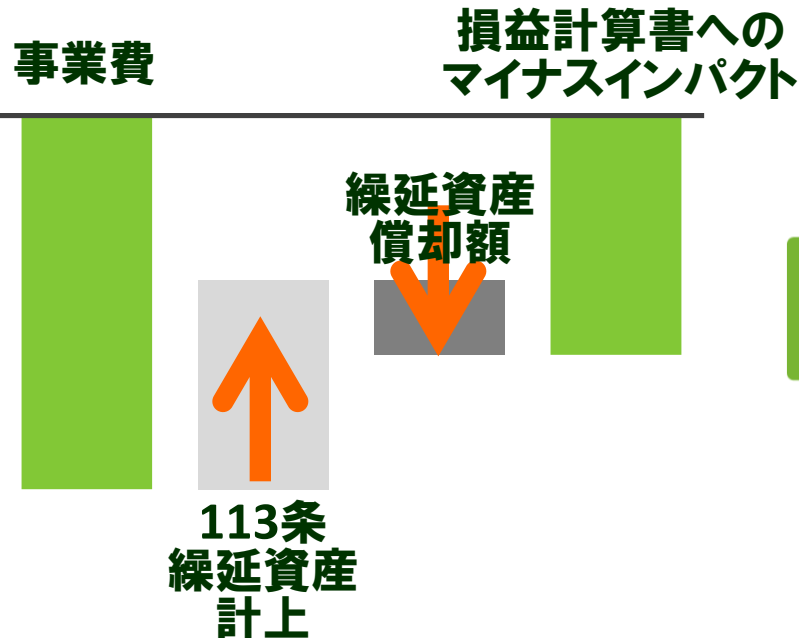 事業費
損益計算書への
マイナスインパクト
繰延資産
償却額
113条
繰延資産
計上